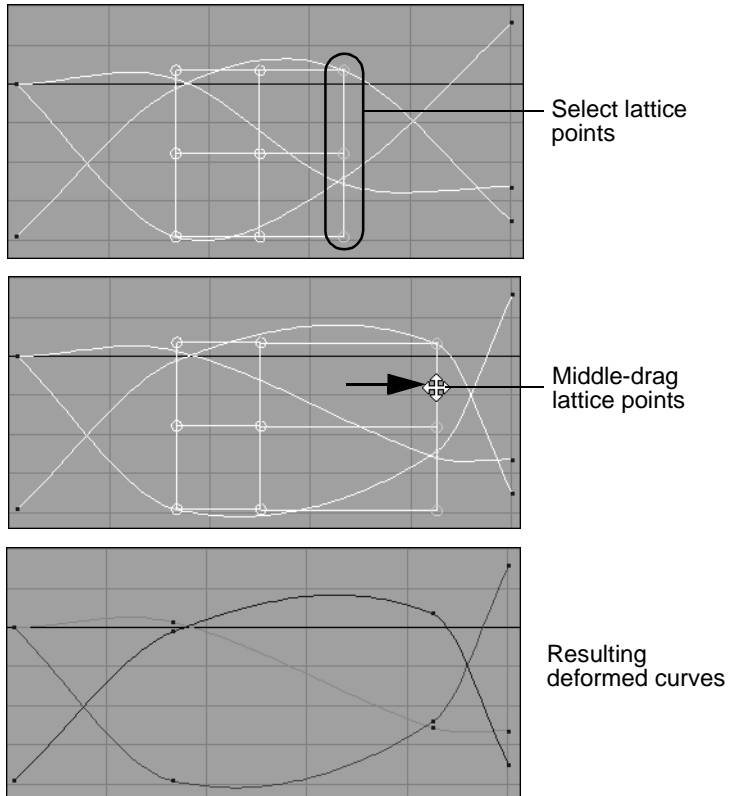 Select lattice
points
Middle-drag
lattice points
Resulting
deformed curves